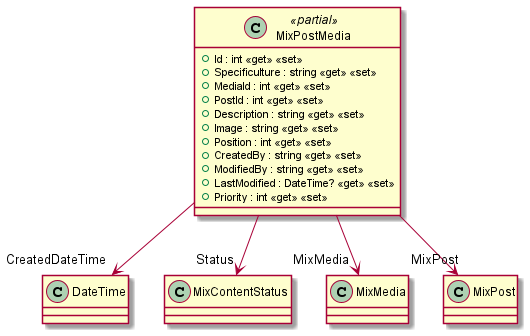 C «partial»
MixPostMedia
Id : int «get» «set»
Specificulture : string «get» «set»
MediaId : int «get» «set»
PostId : int «get» «set»
Description : string «get» «set»
Image : string «get» «set»
Position : int «get» «set»
CreatedBy : string «get» «set»
ModifiedBy : string «get» «set»
LastModified : DateTime? «get» «set»
Priority : int «get» «set»
CreatedDateTime Status MixMedia MixPost
C DateTime C MixContentStatus C MixMedia C MixPost